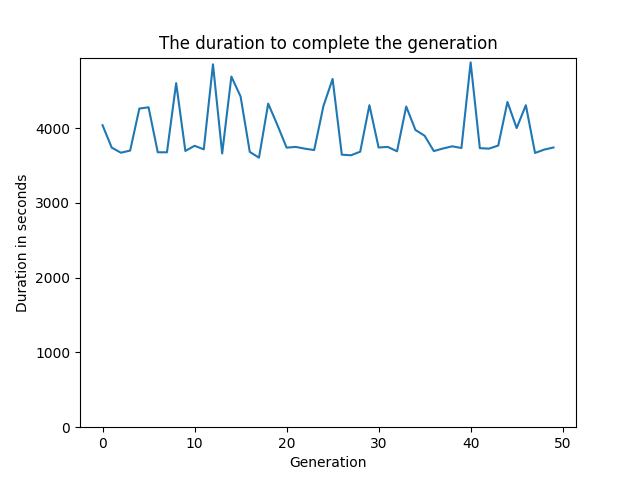 The duration to complete the generation
Duration in seconds
4000
3000
2000
1000
0
0 10 20 30 40 50
Generation